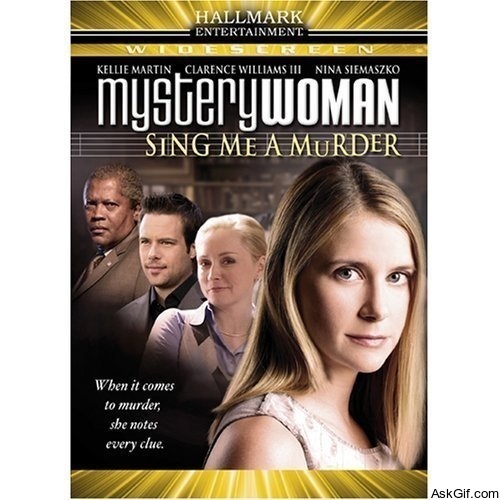 HALLMARK
ENTERTAINMENT
WIDESCREEN
KELLIE MARTIN CLARENCE WILLIAMS III NINA SIEMASZKO
mysteryWOMAN
SING ME A MURDER
When it comes
to murder,
she notes
every clue.
AskGif.com